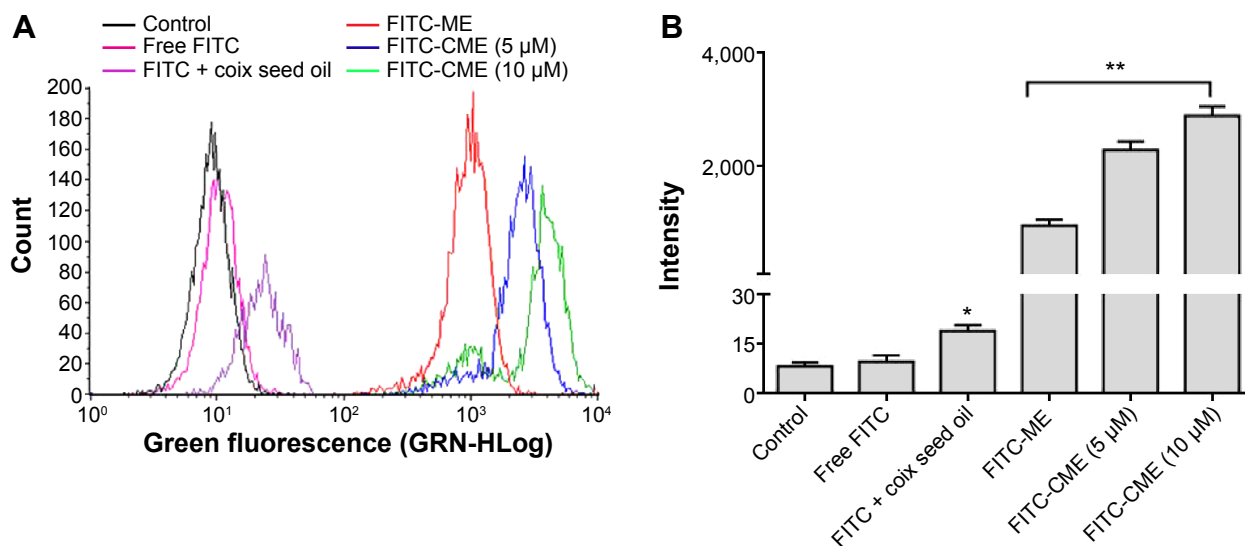 A
Control
Free FITC
FITC + coix seed oil
FITC-ME
FITC-CME (5 µM)
FITC-CME (10 µM)
200
180
160
140
120
100
80
60
40
20
0
Count
10⁰ 10¹ 10² 10³ 10⁴
Green fluorescence (GRN-HLog)
B
4,000
2,000
30
15
0
Intensity
*
**
Control
Free FITC
FITC + coix seed oil
FITC-ME
FITC-CME (5 µM)
FITC-CME (10 µM)